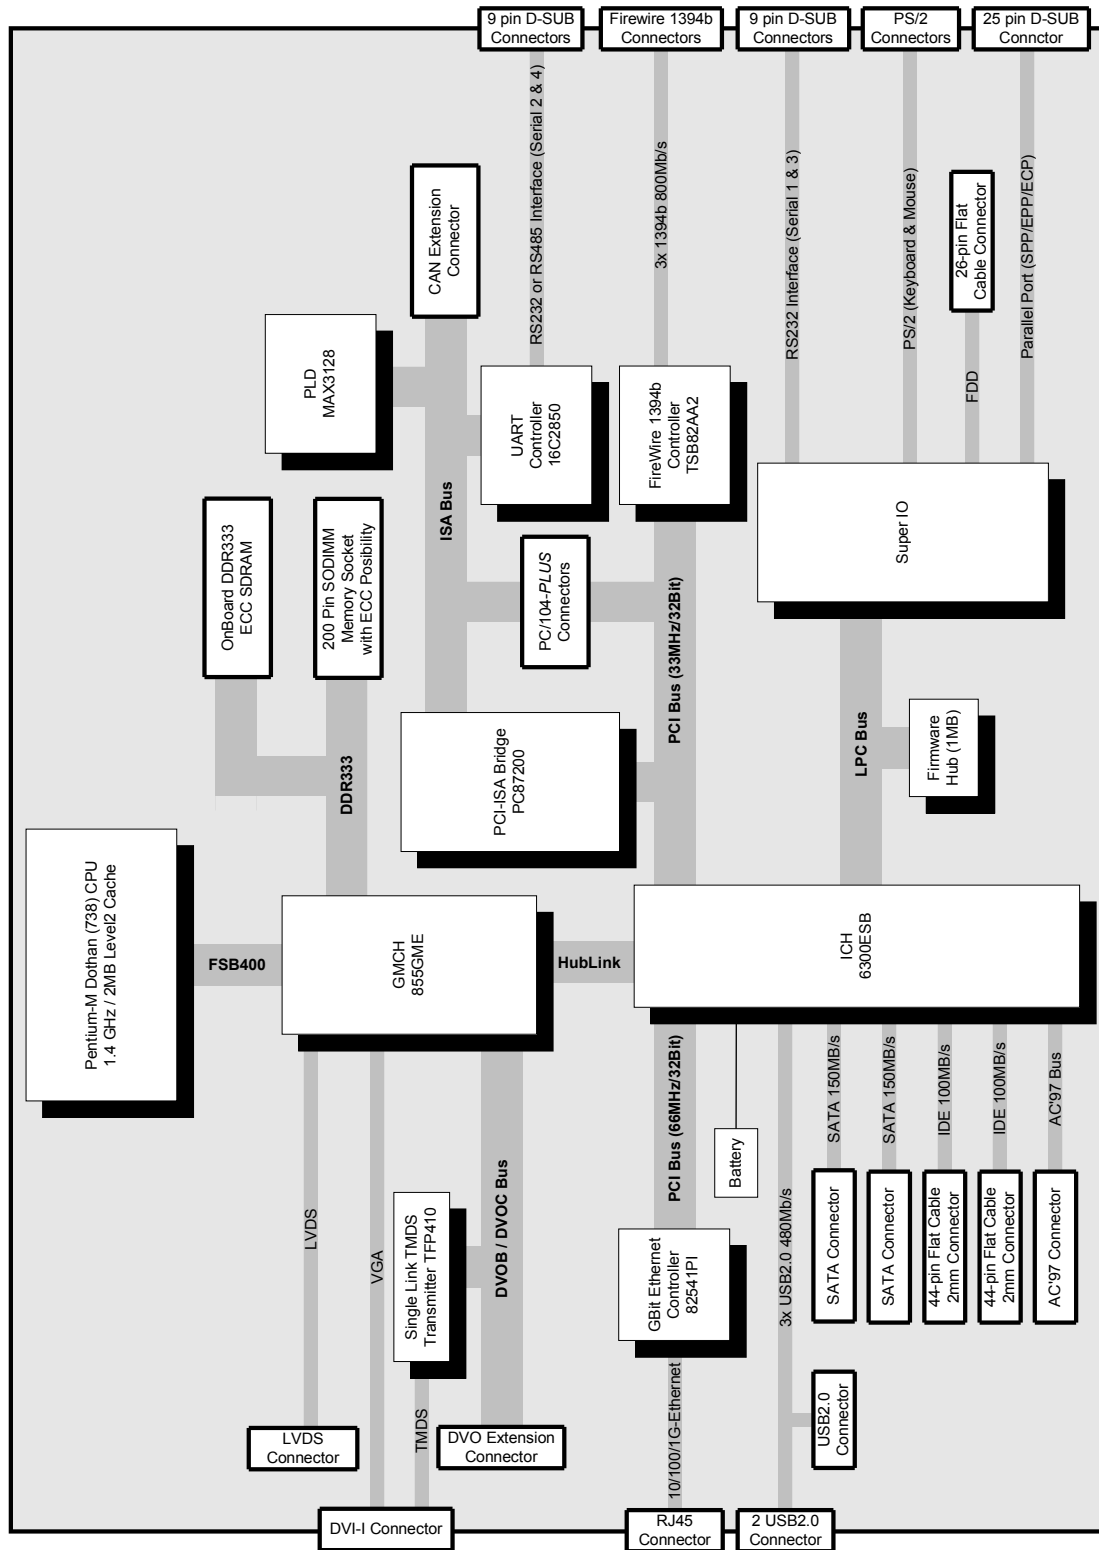 9 pin D-SUB
Connectors
Firewire 1394b
Connectors
9 pin D-SUB
Connectors
PS/2
Connectors
25 pin D-SUB
Conntctor
RS232 or RS485 Interface (Serial 2 & 4)
3x 1394b 800Mb/s
RS232 Interface (Serial 1 & 3)
PS/2 (Keyboard & Mouse)
26-pin Flat
Cable Connector
FDD
Parallel Port (SPP/EPP/ECP)
CAN Extension
Connector
PLD
MAX3128
UART
Controller
16C2850
FireWire 1394b
Controller
TSB82AA2
ISA Bus
OnBoard DDR333
ECC SDRAM
200 Pin SODIMM
Memory Socket
with ECC Posibility
PC/104-PLUS
Connectors
Super IO
PCI Bus (33MHz/32Bit)
DDR333
PCI-ISA Bridge
PC87200
LPC Bus
Firmware
Hub (1MB)
Pentium-M Dothan (738) CPU
1.4 GHz / 2MB Level2 Cache
FSB400
GMCH
855GME
HubLink
ICH
6300ESB
LVDS
VGA
Single Link TMDS
Transmitter TFP410
DVOB / DVOC Bus
TMDS
PCI Bus (66MHz/32Bit)
Battery
GBit Ethernet
Controller
82541PI
10/100/1G-Ethernet
3x USB2.0 480Mb/s
SATA 150MB/s
SATA 150MB/s
IDE 100MB/s
IDE 100MB/s
AC'97 Bus
SATA Connector
SATA Connector
44-pin Flat Cable
2mm Connector
44-pin Flat Cable
2mm Connector
AC'97 Connector
USB2.0
Connector
LVDS
Connector
DVO Extension
Connector
DVI-I Connector
RJ45
Connector
2 USB2.0
Connector